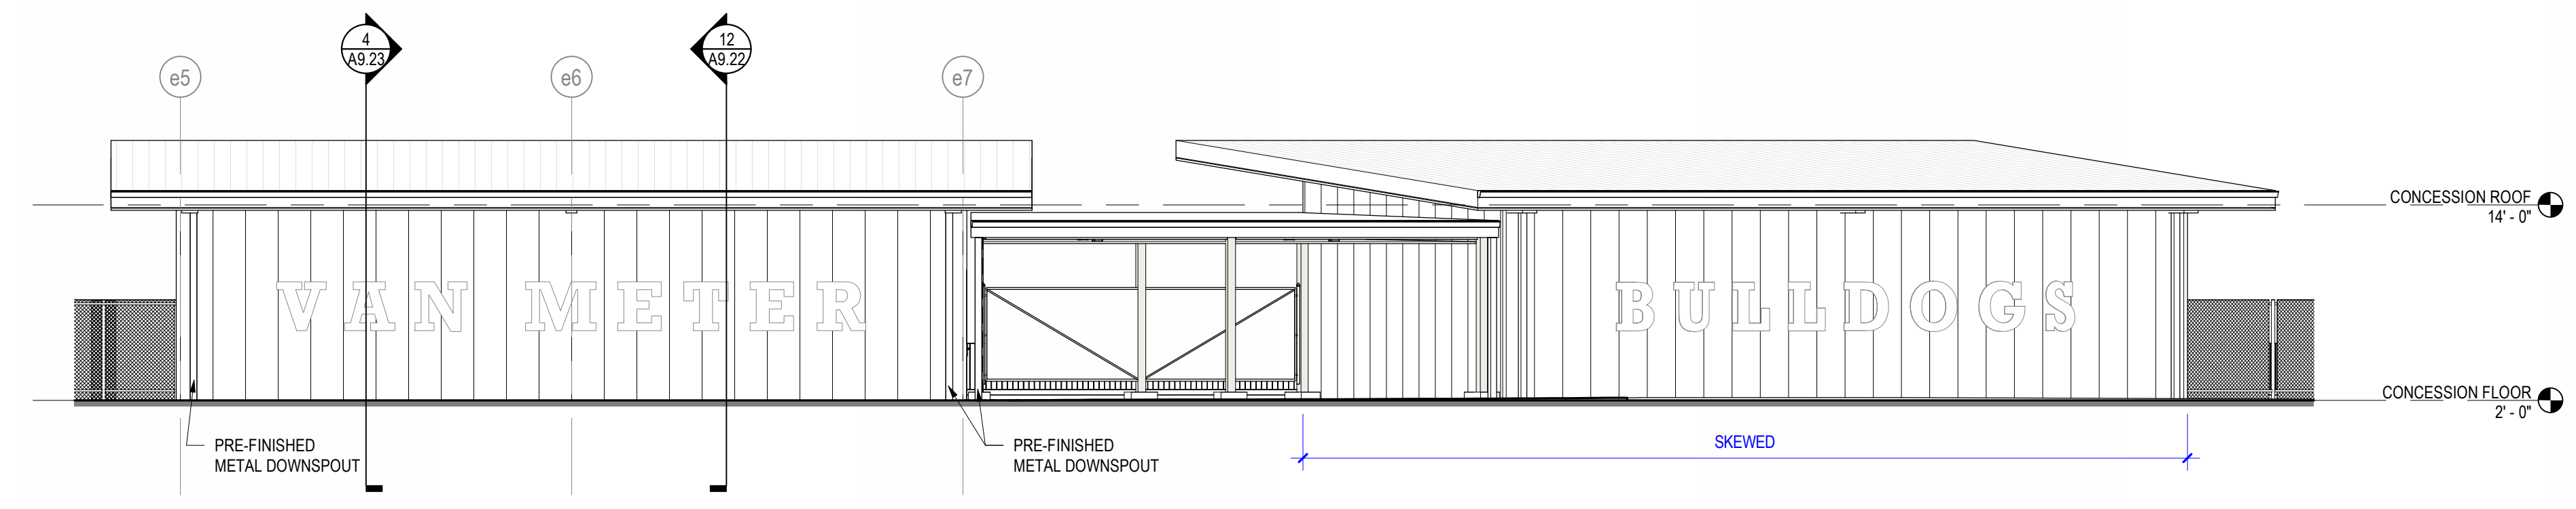 4
A9.23
12
A9.22
e5
e6
e7
CONCESSION ROOF
14' - 0"
VAN METER
BULLDOGS
CONCESSION FLOOR
2' - 0"
PRE-FINISHED
METAL DOWNSPOUT
PRE-FINISHED
METAL DOWNSPOUT
SKEWED